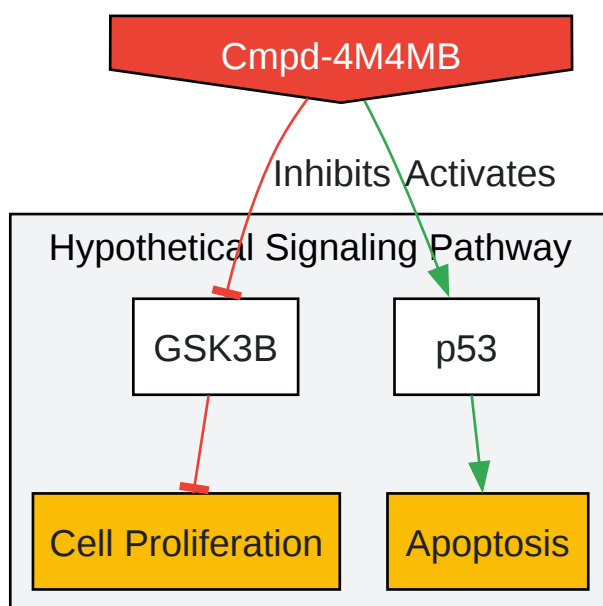 Cmpd-4M4MB
Inhibits
Activates
Hypothetical Signaling Pathway
GSK3B
p53
Cell Proliferation
Apoptosis